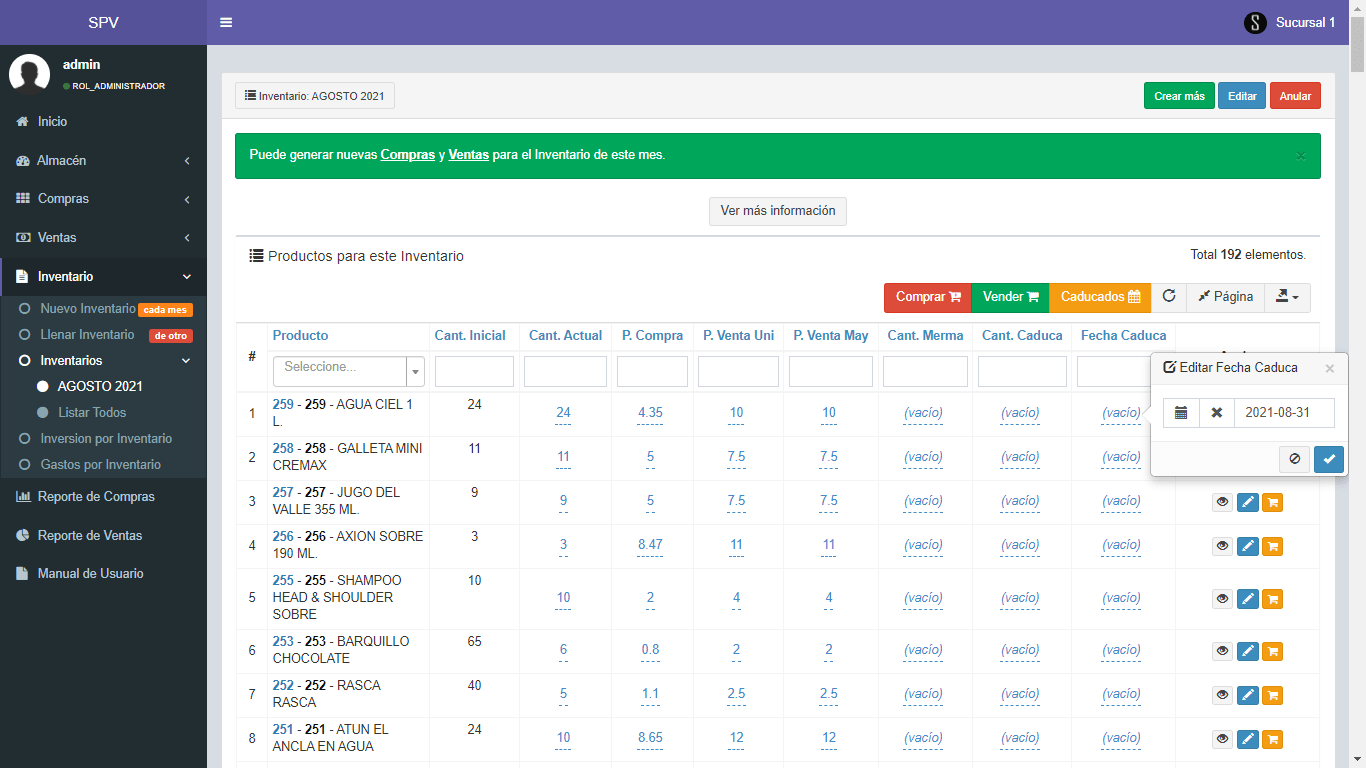 SPV
Sucursal 1
admin
ROL_ADMINISTRADOR
Inicio
Almacén
Compras
Ventas
Inventario
Nuevo Inventario cada mes
Llenar Inventario de otro
Inventarios
AGOSTO 2021
Listar Todos
Inversion por Inventario
Gastos por Inventario
Reporte de Compras
Reporte de Ventas
Manual de Usuario
Inventario: AGOSTO 2021
Crear más Editar Anular
Puede generar nuevas Compras y Ventas para el Inventario de este mes.
×
Ver más información
Productos para este Inventario
Total 192 elementos.
Comprar Vender Caducados Página
# Producto Cant. Inicial Cant. Actual P. Compra P. Venta Uni P. Venta May Cant. Merma Cant. Caduca Fecha Caduca
Seleccione...
Editar Fecha Caduca ×
2021-08-31
1 259 - 259 - AGUA CIEL 1 L. 24 24 4.35 10 10 (vacío) (vacío) (vacío)
2 258 - 258 - GALLETA MINI CREMAX 11 11 5 7.5 7.5 (vacío) (vacío) (vacío)
3 257 - 257 - JUGO DEL VALLE 355 ML. 9 9 5 7.5 7.5 (vacío) (vacío) (vacío)
4 256 - 256 - AXION SOBRE 190 ML. 3 3 8.47 11 11 (vacío) (vacío) (vacío)
5 255 - 255 - SHAMPOO HEAD & SHOULDER SOBRE 10 10 2 4 4 (vacío) (vacío) (vacío)
6 253 - 253 - BARQUILLO CHOCOLATE 65 6 0.8 2 2 (vacío) (vacío) (vacío)
7 252 - 252 - RASCA RASCA 40 5 1.1 2.5 2.5 (vacío) (vacío) (vacío)
8 251 - 251 - ATUN EL ANCLA EN AGUA 24 10 8.65 12 12 (vacío) (vacío) (vacío)